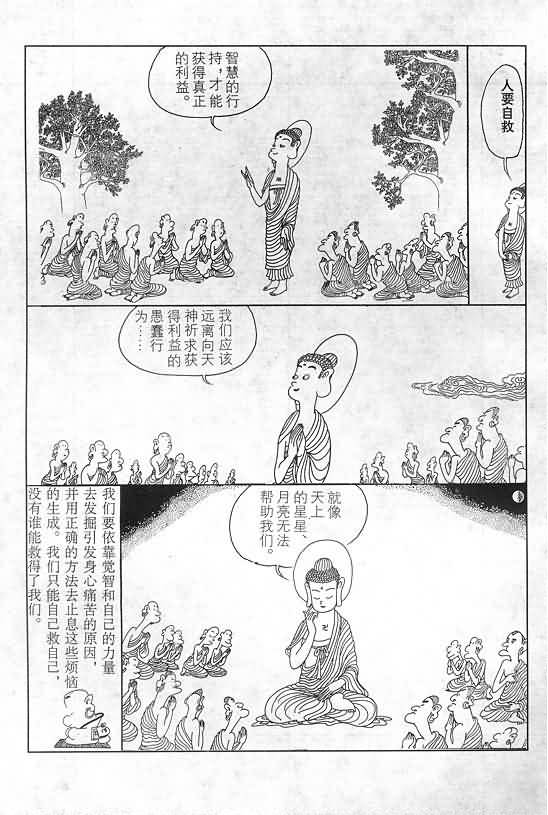 人要自救
智慧的行
持，才能
获得真正
的利益。
我们应该
远离向天
神祈求获
得利益的
愚蠢行
为……
就像
天上
的星星、
月亮无法
帮助我们。
我们要依靠觉智和自己的力量
去发掘引发身心痛苦的原因，
并用正确的方法去止息这些烦恼
的生成。我们只能自己救自己，
没有谁能救得了我们。